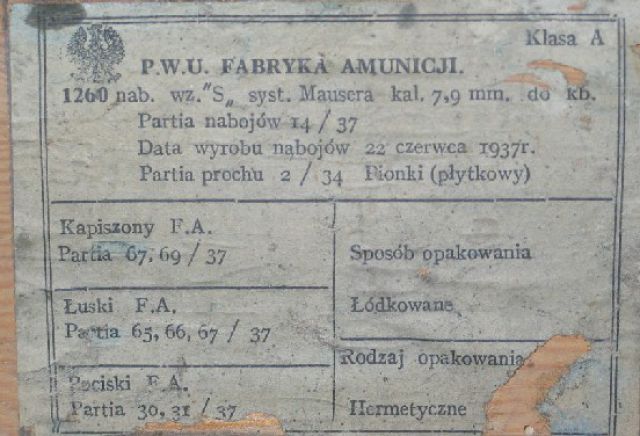 Klasa A
P.W.U. FABRYKA AMUNICJI.
1260 nab. wz. "S„ syst. Mausera kal. 7,9 mm. do kb.
Partia nabojów 14 / 37
Data wyrobu nabojów 22 czerwca 1937r.
Partia prochu 2 / 34 Pionki (płytkowy)
Kapiszony F.A.
Partia 67, 69 / 37
Łuski F.A.
Partia 65, 66, 67 / 37
Pociski F.A.
Partia 30, 31 / 37
Sposób opakowania
Łódkowane
Rodzaj opakowania
Hermetyczne